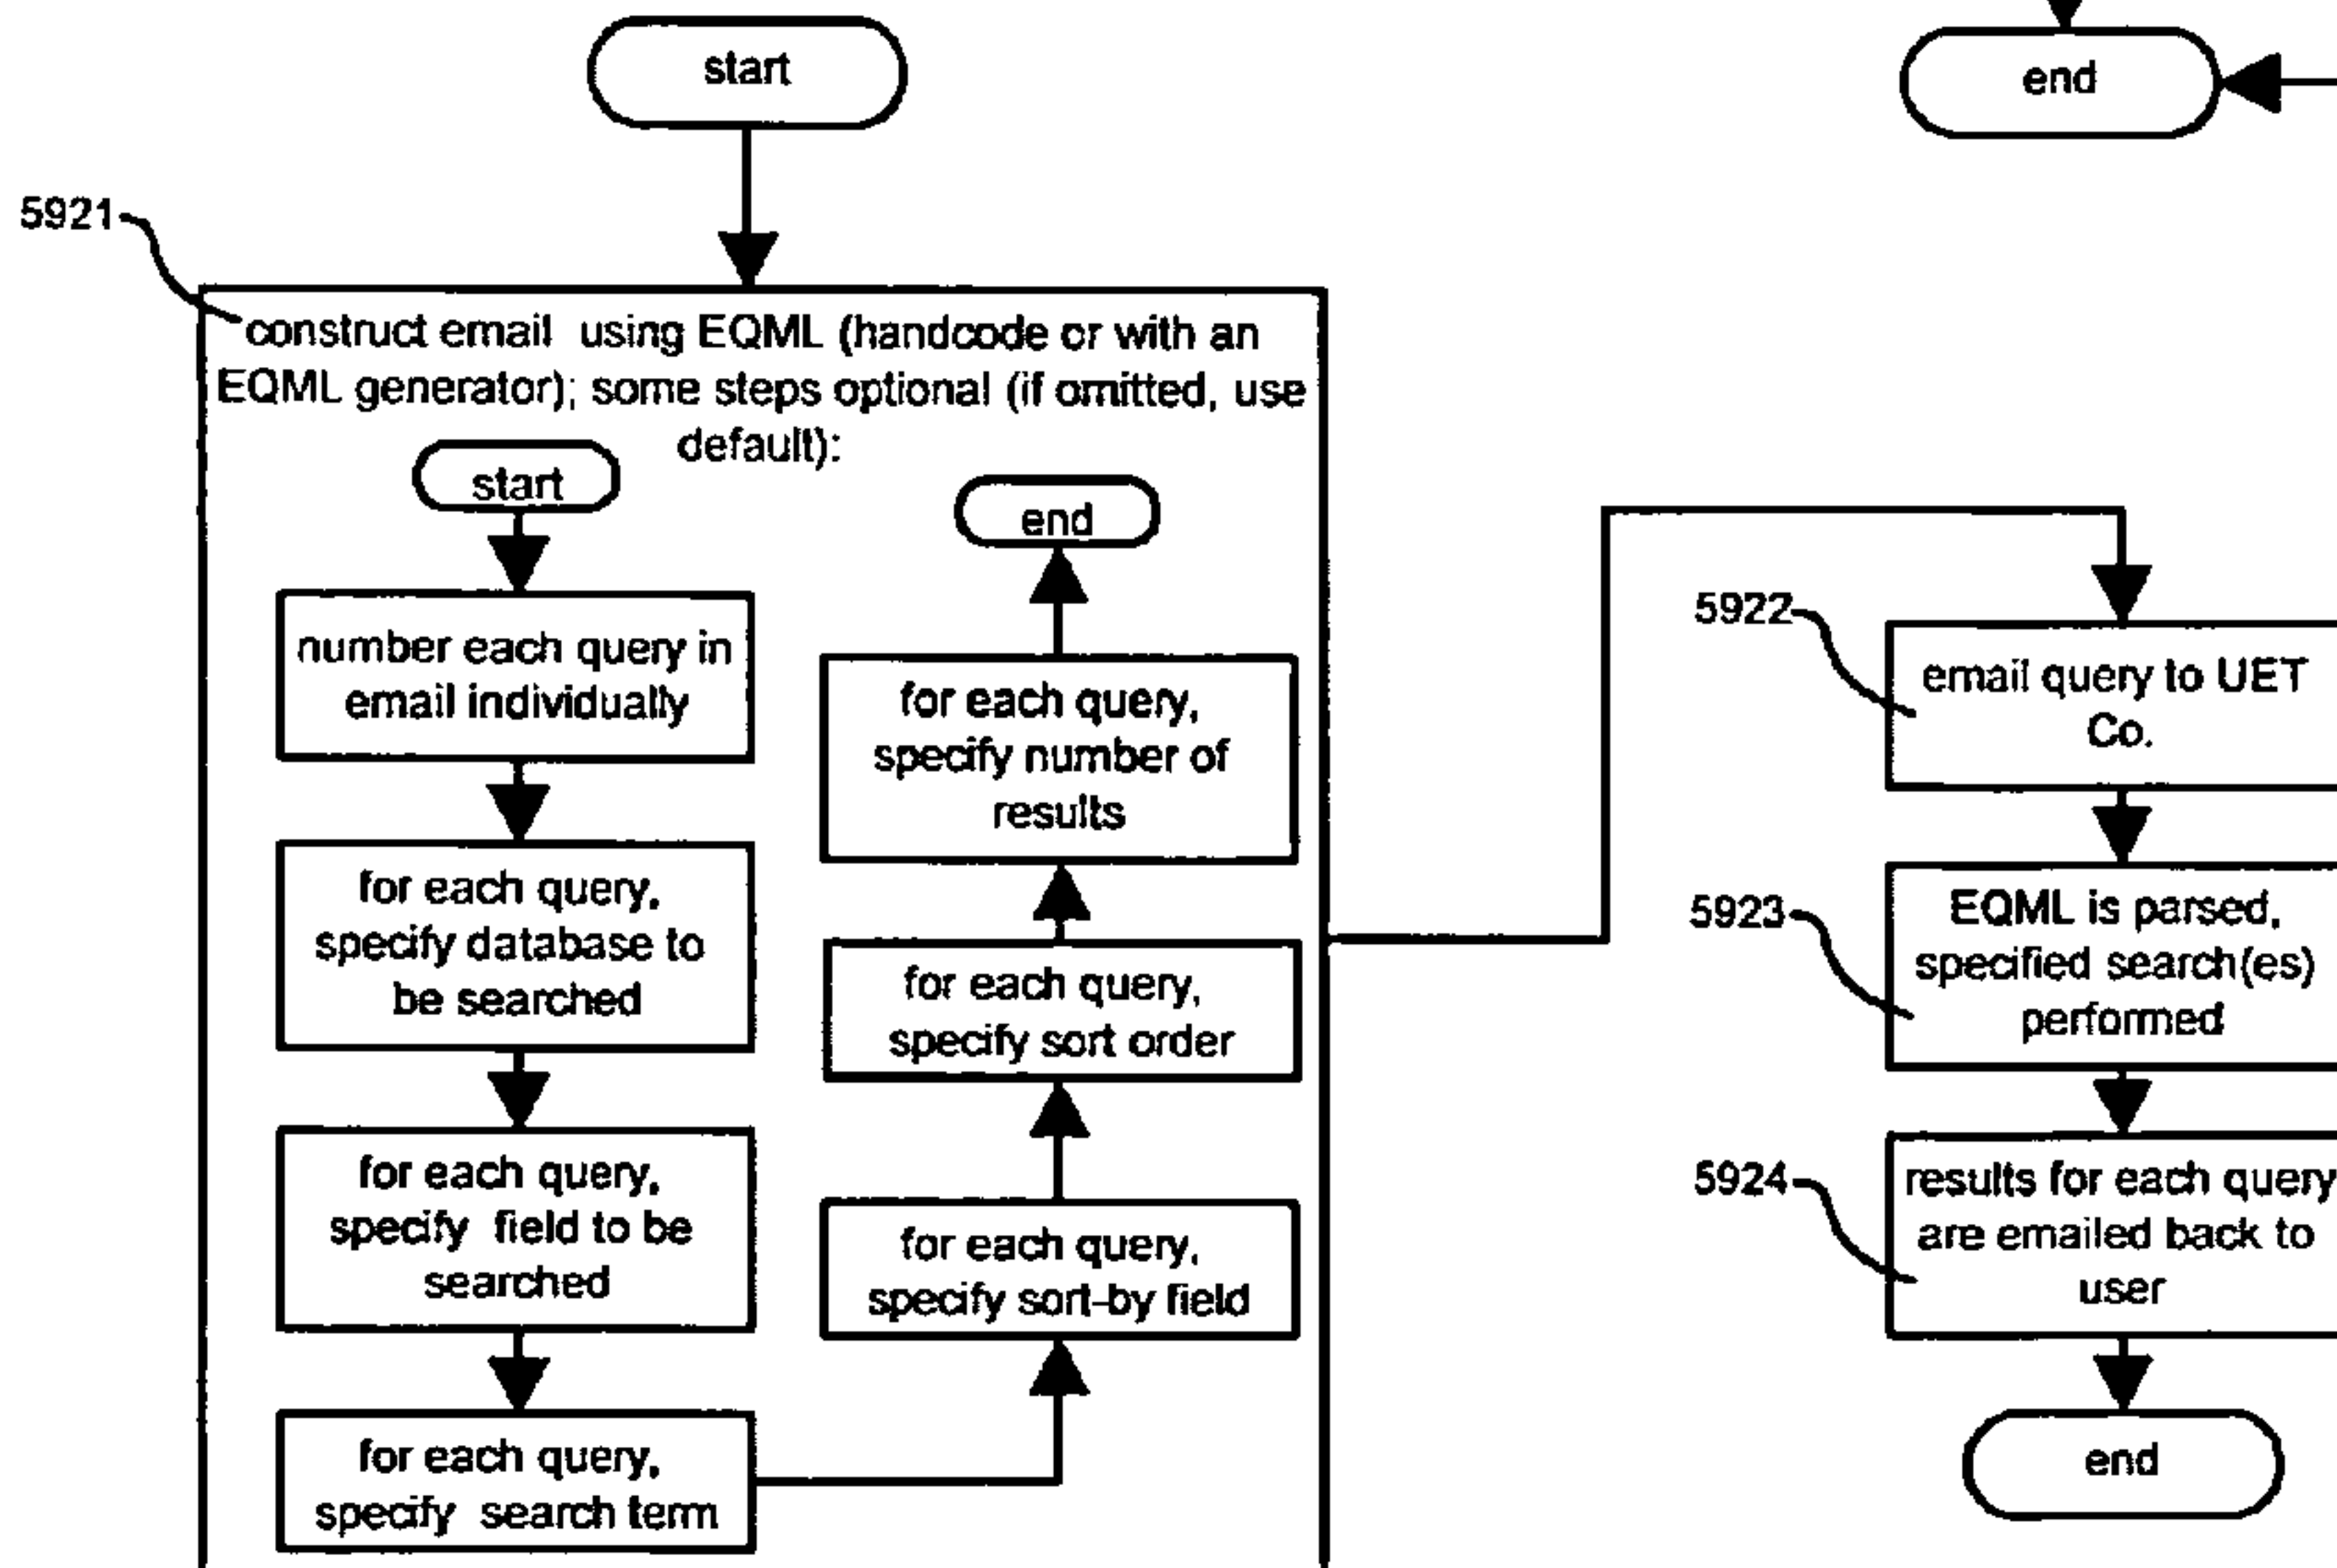 start
end
5921
construct email using EQML (handcode or with an
EQML generator); some steps optional (if omitted, use
default):
start
number each query in
email individually
for each query,
specify database to
be searched
for each query,
specify field to be
searched
for each query,
specify search term
for each query,
specify sort-by field
for each query,
specify sort order
for each query,
specify number of
results
end
5922
email query to UET
Co.
5923
EQML is parsed,
specified search(es)
performed
5924
results for each query
are emailed back to
user
end